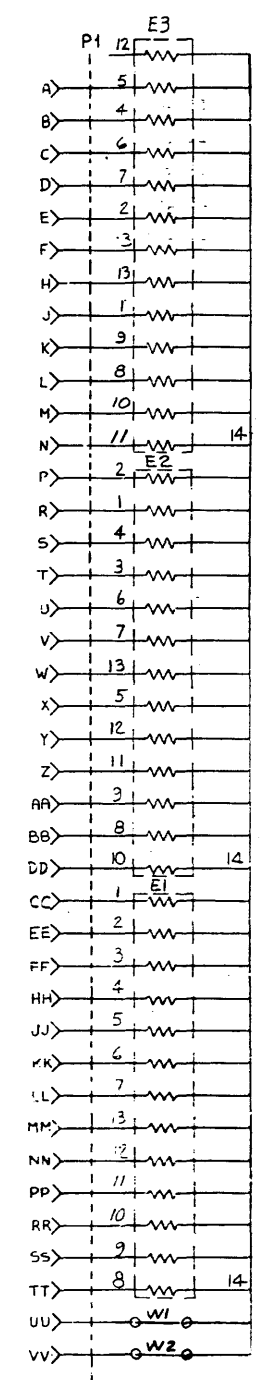 E3
P1 12
A 5
B 4
C 6
D 7
E 2
F 3
H 13
J 1
K 9
L 8
M 10
N 11 14
E2
P 2
R 1
S 4
T 3
U 6
V 7
W 13
X 5
Y 12
Z 11
AA 3
BB 8
DD 10 14
E1
CC 1
EE 2
FF 3
HH 4
JJ 5
KK 6
LL 7
MM 13
NN 12
PP 11
RR 10
SS 9
TT 8 14
UU W1
VV W2